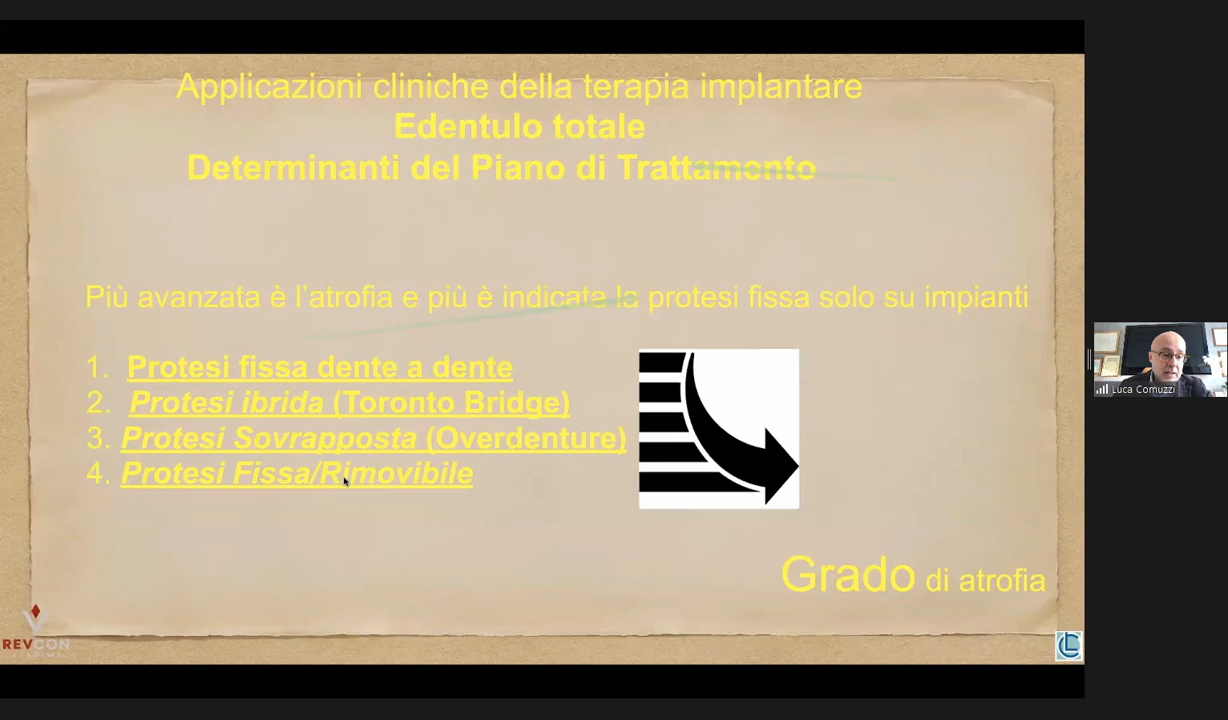 Applicazioni cliniche della terapia implantare
Edentulo totale
Determinanti del Piano di Trattamento
Più avanzata è l'atrofia e più è indicata la protesi fissa solo su impianti
1. Protesi fissa dente a dente
2. Protesi ibrida (Toronto Bridge)
3. Protesi Sovrapposta (Overdenture)
4. Protesi Fissa/Rimovibile
Grado di atrofia
REVCON
Luca Comuzzi